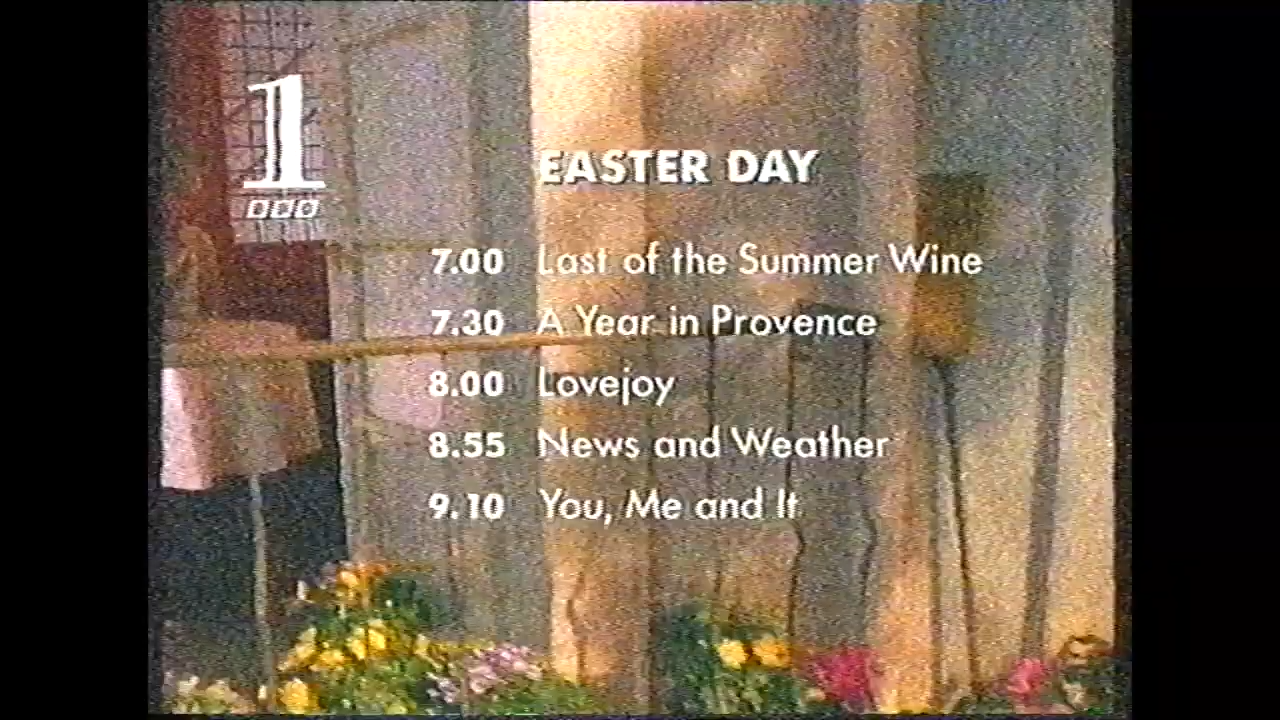 1
BBC
EASTER DAY
7.00 Last of the Summer Wine
7.30 A Year in Provence
8.00 Lovejoy
8.55 News and Weather
9.10 You, Me and It